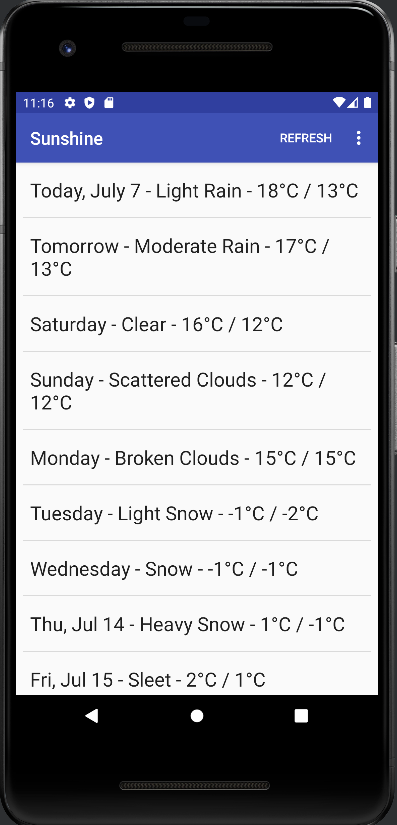 11:16
Sunshine REFRESH
Today, July 7 - Light Rain - 18°C / 13°C
Tomorrow - Moderate Rain - 17°C /
13°C
Saturday - Clear - 16°C / 12°C
Sunday - Scattered Clouds - 12°C /
12°C
Monday - Broken Clouds - 15°C / 15°C
Tuesday - Light Snow - -1°C / -2°C
Wednesday - Snow - -1°C / -1°C
Thu, Jul 14 - Heavy Snow - 1°C / -1°C
Fri, Jul 15 - Sleet - 2°C / 1°C